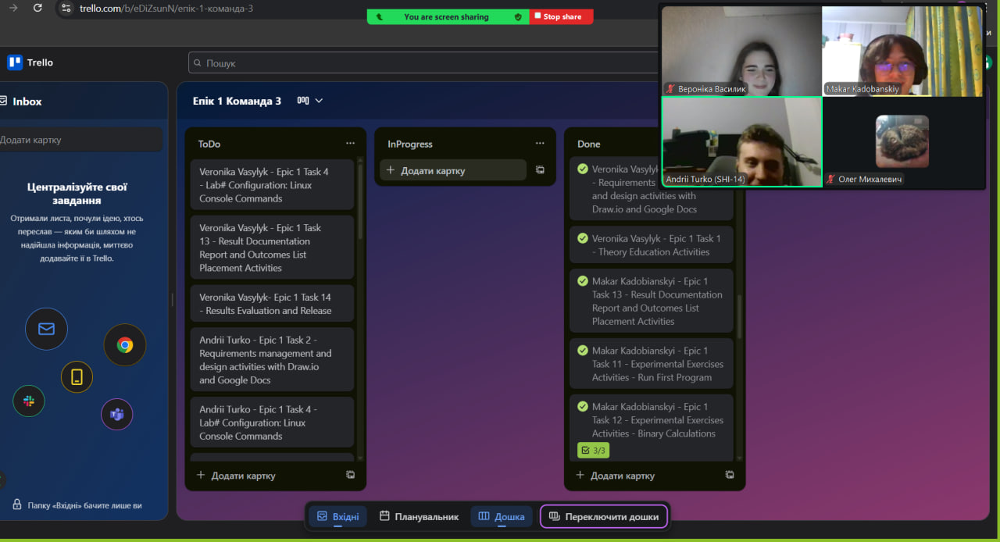 trello.com/b/eDiZsunN/епік-1-команда-3
You are screen sharing
Stop share
Trello
Пошук
Inbox
Додати картку
Централізуйте свої
завдання
Отримали листа, почули ідею, хтось
переслав — яким би шляхом не
надійшла інформація, миттєво
додавайте її в Trello.
Папку «Вхідні» бачите лише ви
Епік 1 Команда 3
ToDo
Veronika Vasylyk - Epic 1 Task 4
- Lab# Configuration: Linux
Console Commands
Veronika Vasylyk - Epic 1 Task
13 - Result Documentation
Report and Outcomes List
Placement Activities
Veronika Vasylyk- Epic 1 Task 14
- Results Evaluation and Release
Andrii Turko - Epic 1 Task 2 -
Requirements management and
design activities with Draw.io
and Google Docs
Andrii Turko - Epic 1 Task 4 -
Lab# Configuration: Linux
Console Commands
Додати картку
InProgress
Додати картку
Done
Veronika Vasylyk
- Requirements
and design activities with
Draw.io and Google Docs
Veronika Vasylyk - Epic 1 Task 1
- Theory Education Activities
Makar Kadobianskyi - Epic 1
Task 13 - Result Documentation
Report and Outcomes List
Placement Activities
Makar Kadobianskyi - Epic 1
Task 11 - Experimental Exercises
Activities - Run First Program
Makar Kadobianskyi - Epic 1
Task 12 - Experimental Exercises
Activities - Binary Calculations
3/3
Додати картку
Вероніка Василик
Makar Kadobanskiy
Andrii Turko (SHI-14)
Олег Михалевич
Вхідні
Планувальник
Дошка
Переключити дошки